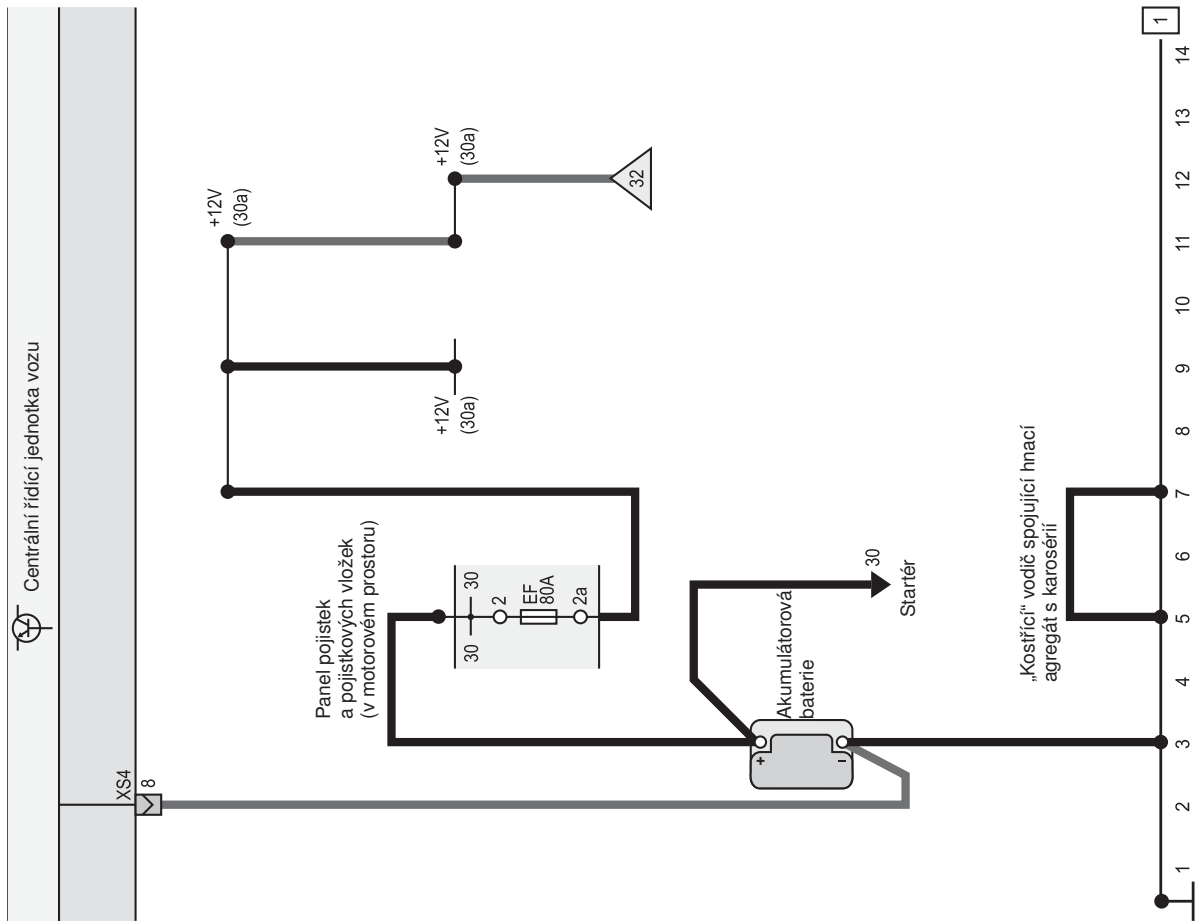 Centrální řídící jednotka vozu
XS4
8
+12V
(30a)
+12V
(30a)
+12V
(30a)
32
Panel pojistek
a pojistkových vložek
(v motorovém prostoru)
30
30
2
EF
80A
2a
Akumulátorová
baterie
+
–
30
Startér
„Kostřící“ vodič spojující hnací
agregát s karosérií
1
1
2
3
4
5
6
7
8
9
10
11
12
13
14